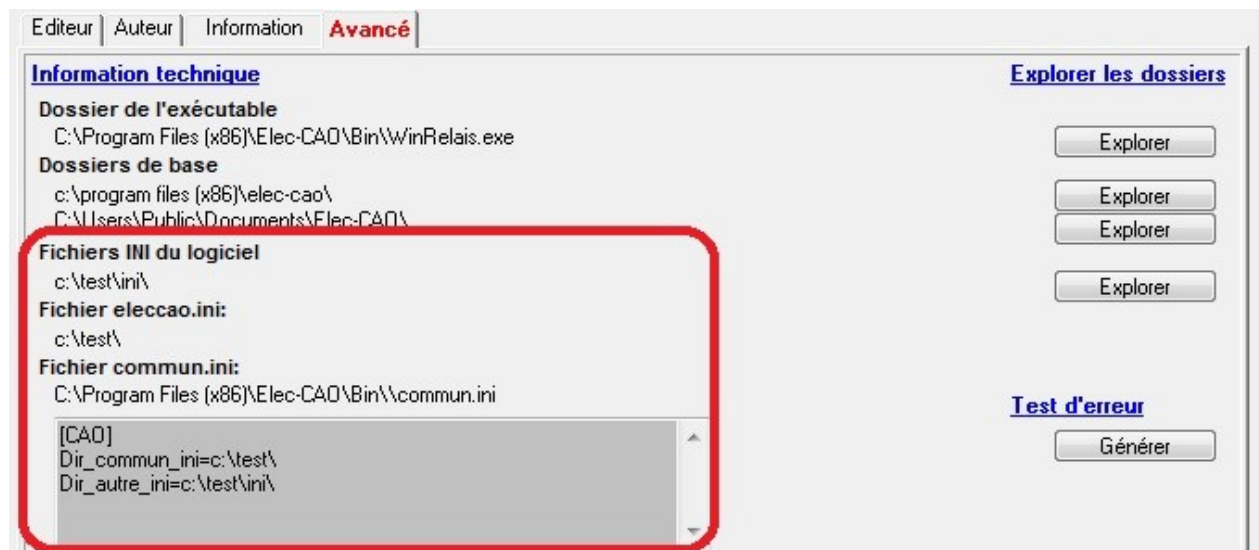 Editeur Auteur Information Avancé
Information technique Explorer les dossiers
Dossier de l'exécutable
C:\Program Files (x86)\Elec-CAO\Bin\WinRelais.exe Explorer
Dossiers de base
c:\program files (x86)\elec-cao\ Explorer
C:\Users\Public\Documents\Elec-CAO\ Explorer
Fichiers INI du logiciel
c:\test\ini\ Explorer
Fichier eleccao.ini:
c:\test\
Fichier commun.ini:
C:\Program Files (x86)\Elec-CAO\Bin\\commun.ini
Test d'erreur
[CAO] Générer
Dir_commun_ini=c:\test\
Dir_autre_ini=c:\test\ini\